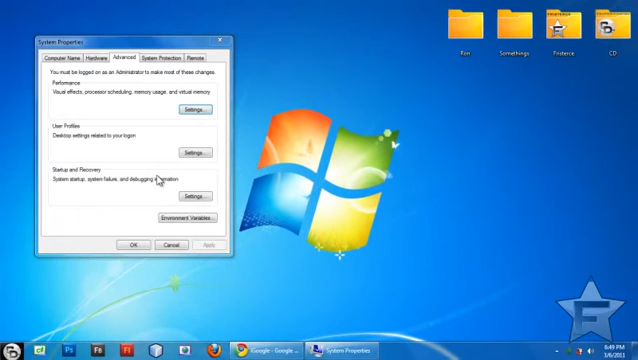 System Properties
Computer Name
Hardware
Advanced
System Protection
Remote
You must be logged on as an Administrator to make most of these changes.
Performance
Visual effects, processor scheduling, memory usage, and virtual memory
Settings...
User Profiles
Desktop settings related to your logon
Settings...
Startup and Recovery
System startup, system failure, and debugging
Settings...
Environment Variables...
OK
Cancel
Apply
Somethings
Fristerce
CD
F
Ps
Fl
iGoogle - Google ...
System Properties
6:49 PM
3/6/2011